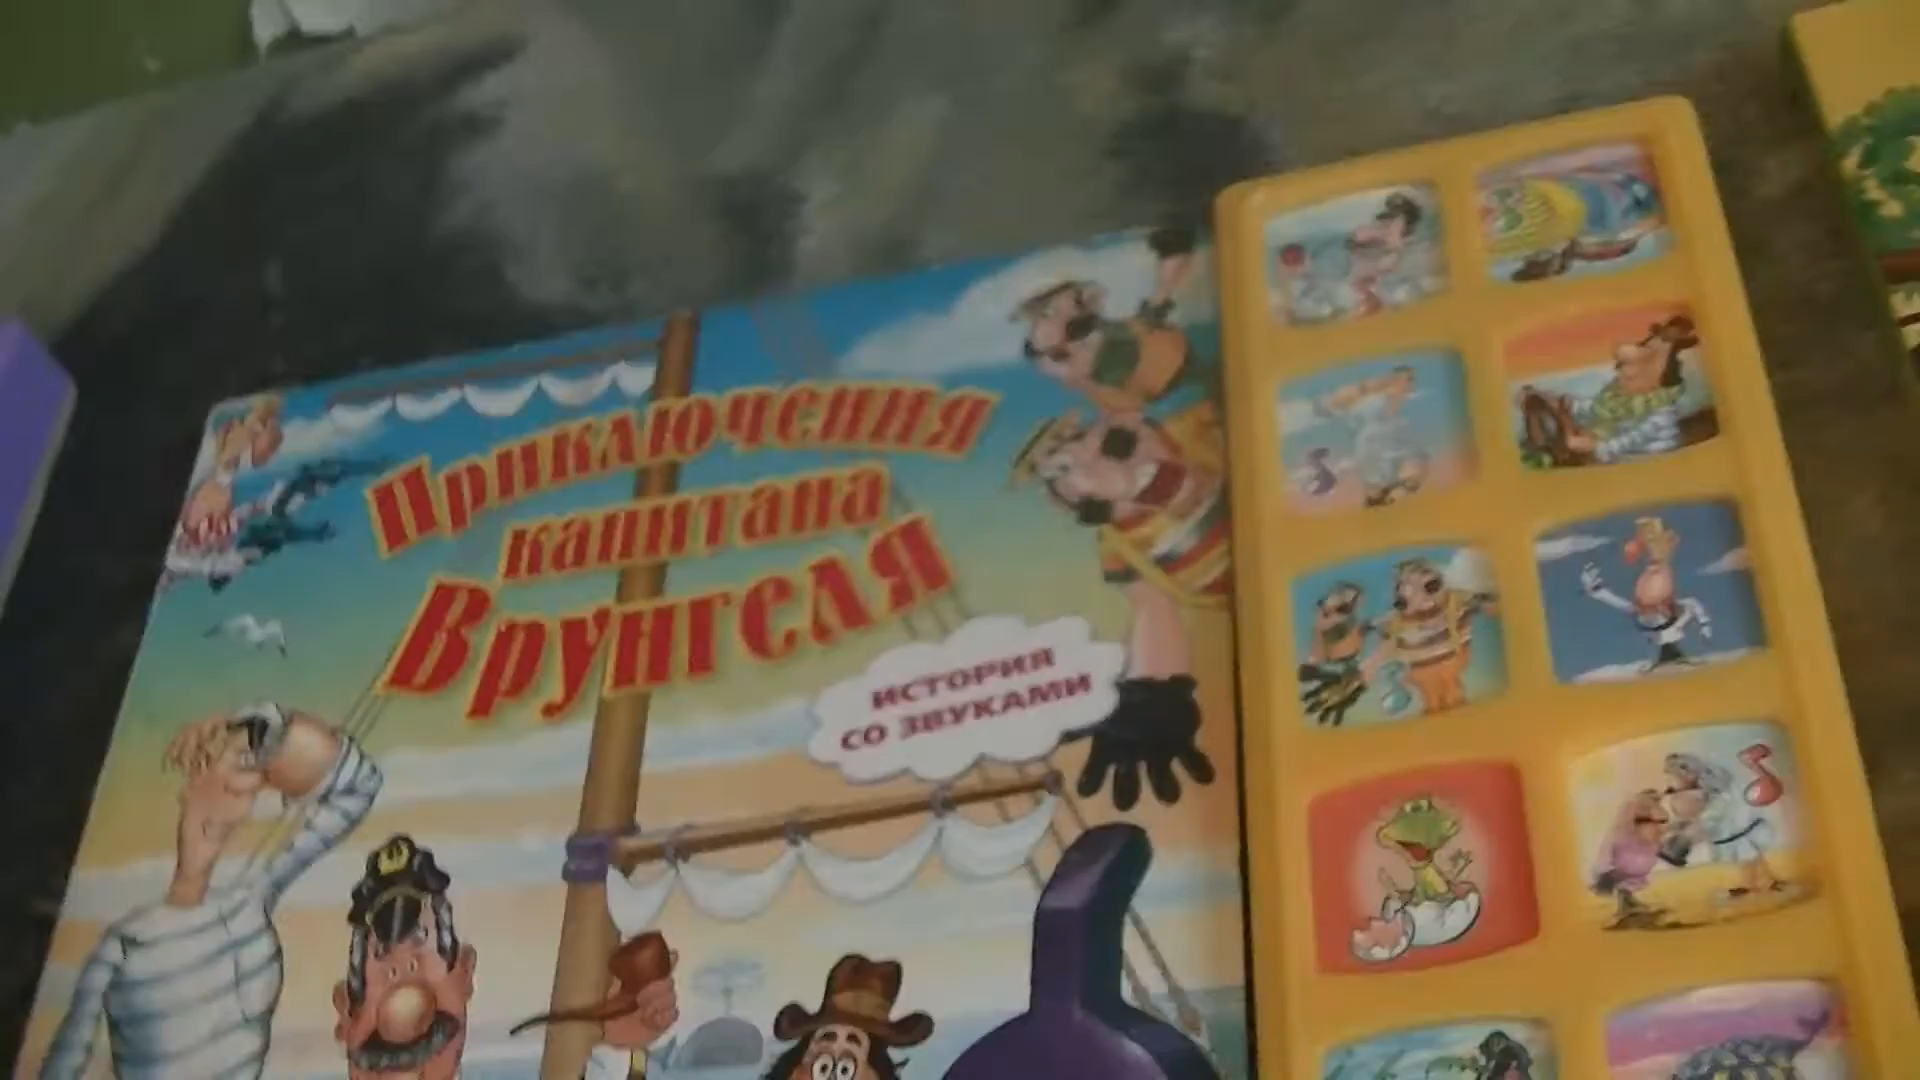 Приключения
капитана
Врунгеля
ИСТОРИЯ
СО ЗВУКАМИ